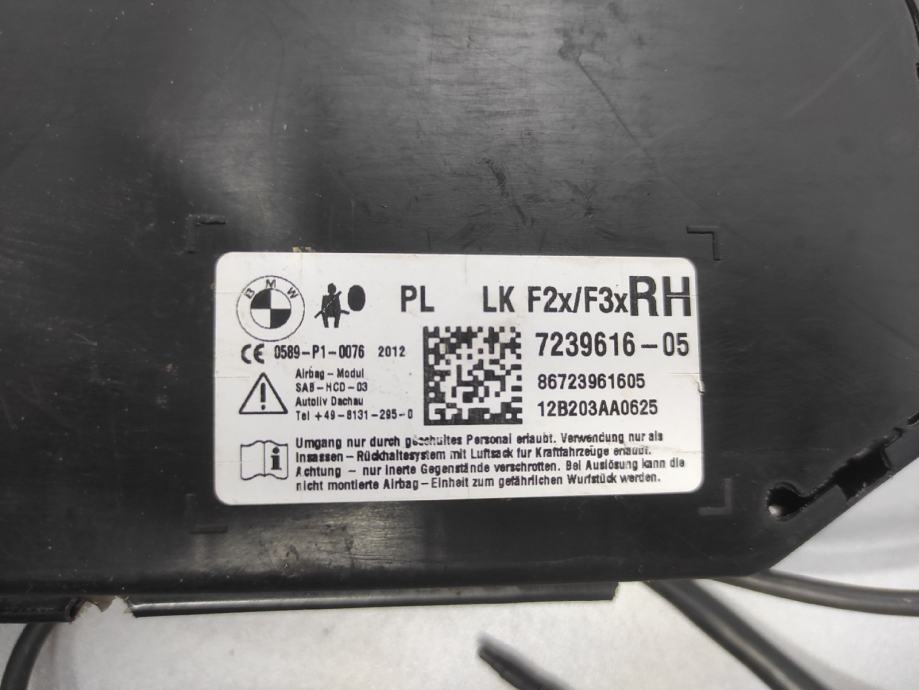 BMW
PL LK F2x/F3x RH
CE 0589-P1-0076 2012
7239616-05
Airbag-Modul
SAB-HCD-03
Autoliv Dachau
Tel +49-8131-295-0
86723961605
12B203AA0625
Umgang nur durch geschultes Personal erlaubt. Verwendung nur als
Insassen-Rückhaltesystem mit Luftsack für Kraftfahrzeuge erlaubt.
Achtung - nur inerte Gegenstände verschrotten. Bei Auslösung kann die
nicht montierte Airbag-Einheit zum gefährlichen Wurfstück werden.